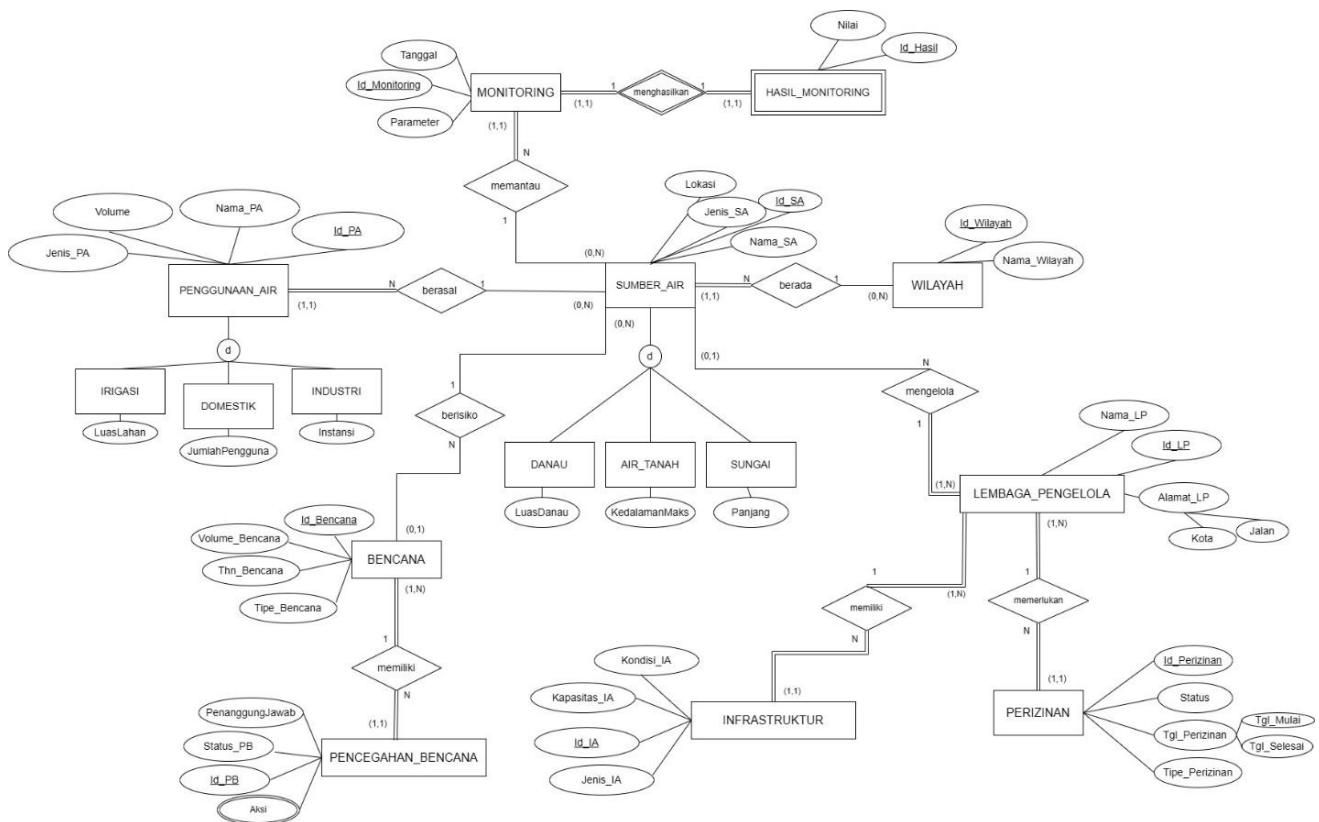 Nilai
Id_Hasil
Tanggal
Id_Monitoring
Parameter
MONITORING
1
menghasilkan
1
HASIL_MONITORING
(1,1)
(1,1)
(1,1)
N
memantau
1
(0,N)
Lokasi
Jenis_SA
Id_SA
Nama_SA
Id_Wilayah
Nama_Wilayah
Volume
Nama_PA
Id_PA
Jenis_PA
PENGGUNAAN_AIR
N
berasal
1
(1,1)
(0,N)
SUMBER_AIR
N
berada
1
(1,1)
(0,N)
WILAYAH
(0,N)
(0,1)
d
IRIGASI
DOMESTIK
INDUSTRI
LuasLahan
JumlahPengguna
Instansi
d
DANAU
AIR_TANAH
SUNGAI
LuasDanau
KedalamanMaks
Panjang
1
berisiko
N
N
mengelola
1
(0,1)
(1,N)
Nama_LP
Id_LP
Alamat_LP
Kota
Jalan
LEMBAGA_PENGELOLA
Id_Bencana
Volume_Bencana
Thn_Bencana
Tipe_Bencana
BENCANA
(1,N)
1
memiliki
N
(1,1)
PenanggungJawab
Status_PB
Id_PB
Aksi
PENCEGAHAN_BENCANA
(1,N)
1
memiliki
N
(1,1)
Kondisi_IA
Kapasitas_IA
Id_IA
Jenis_IA
INFRASTRUKTUR
(1,N)
1
memerlukan
N
(1,1)
PERIZINAN
Id_Perizinan
Status
Tgl_Perizinan
Tgl_Mulai
Tgl_Selesai
Tipe_Perizinan